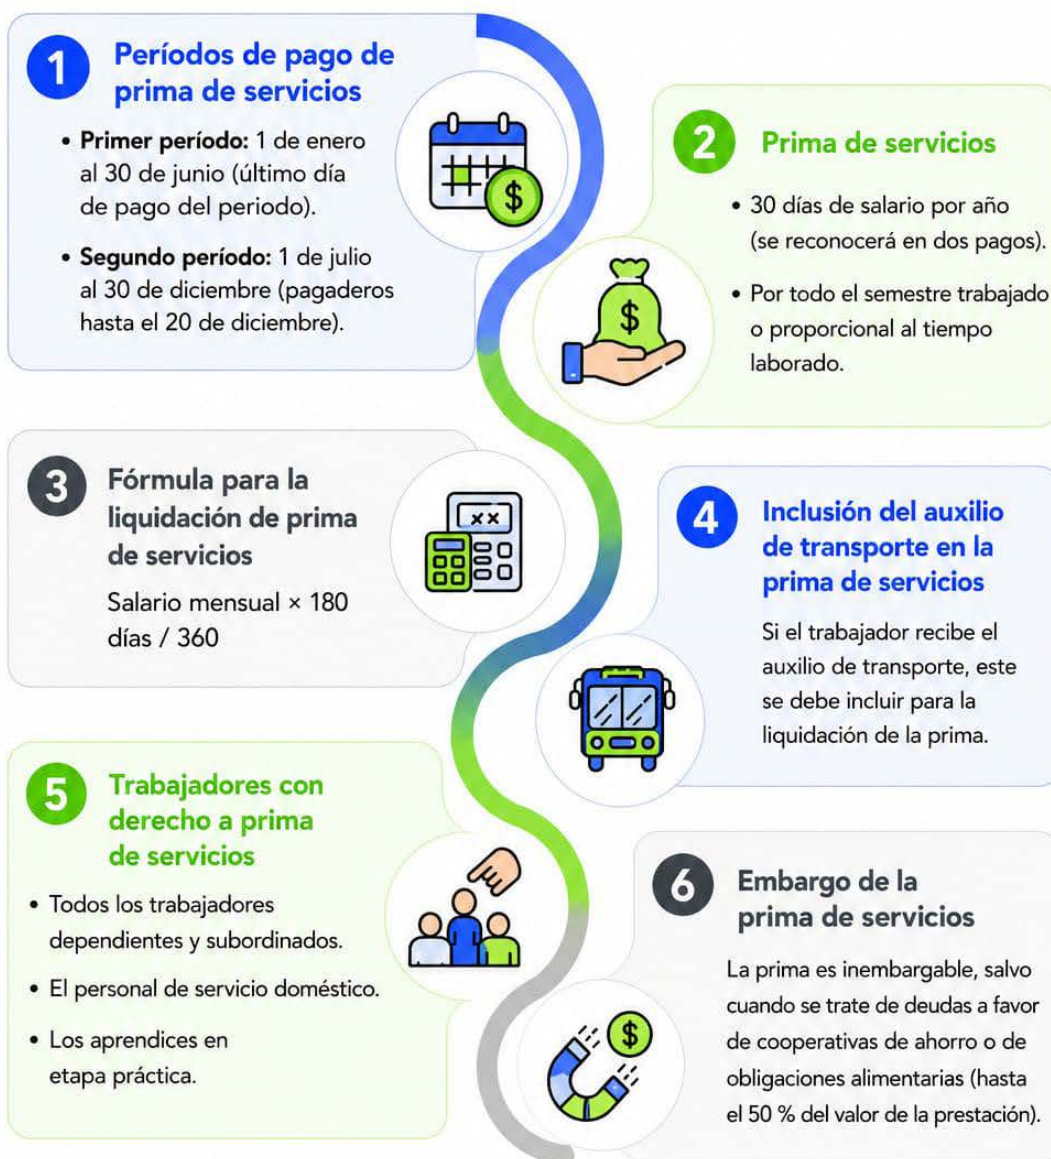 1
Períodos de pago de
prima de servicios
• Primer período: 1 de enero
al 30 de junio (último día
de pago del periodo).
• Segundo período: 1 de julio
al 30 de diciembre (pagaderos
hasta el 20 de diciembre).
$
2
Prima de servicios
• 30 días de salario por año
(se reconocerá en dos pagos).
• Por todo el semestre trabajado
o proporcional al tiempo
laborado.
$
3
Fórmula para la
liquidación de prima
de servicios
Salario mensual × 180
días / 360
xx
4
Inclusión del auxilio
de transporte en la
prima de servicios
Si el trabajador recibe el
auxilio de transporte, este
se debe incluir para la
liquidación de la prima.
5
Trabajadores con
derecho a prima
de servicios
• Todos los trabajadores
dependientes y subordinados.
• El personal de servicio doméstico.
• Los aprendices en
etapa práctica.
6
Embargo de la
prima de servicios
La prima es inembargable, salvo
cuando se trate de deudas a favor
de cooperativas de ahorro o de
obligaciones alimentarias (hasta
el 50 % del valor de la prestación).
$